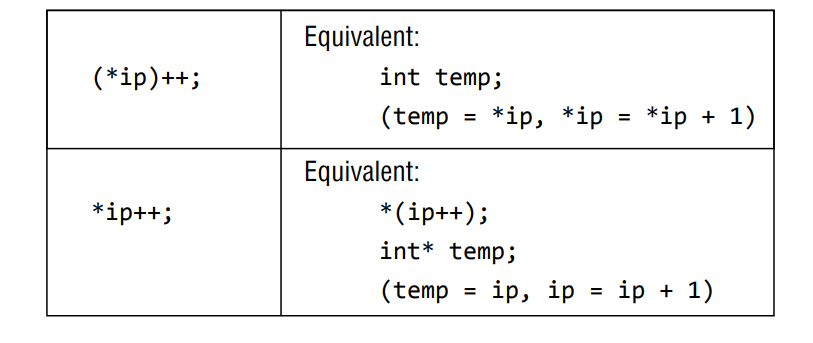 (*ip)++;
Equivalent:
int temp;
(temp = *ip, *ip = *ip + 1)
*ip++;
Equivalent:
*(ip++);
int* temp;
(temp = ip, ip = ip + 1)